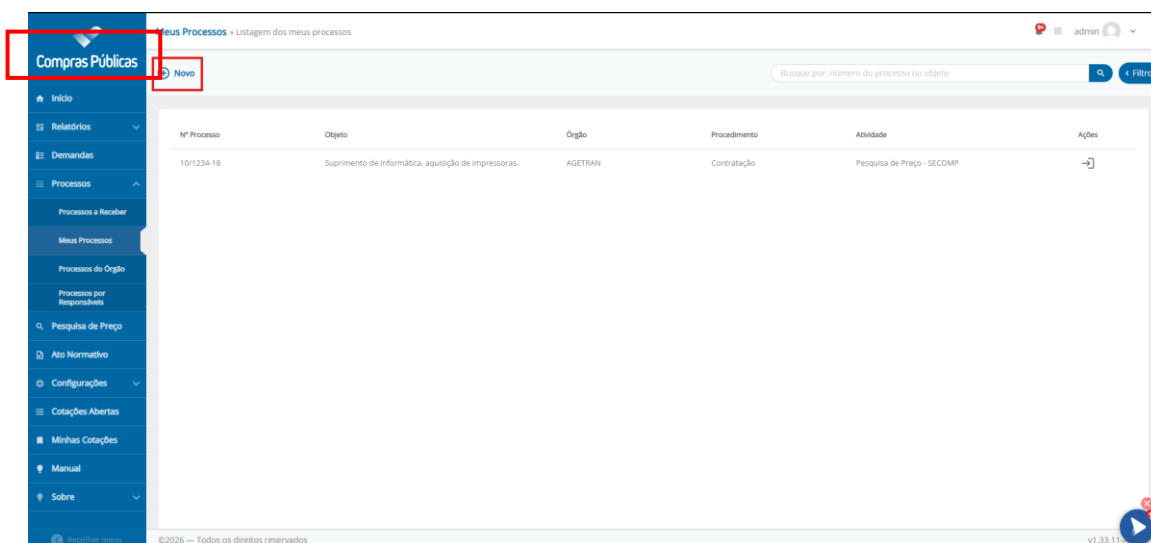 Compras Públicas
Início
Relatórios
Demandas
Processos
Processos a Receber
Meus Processos
Processos do Órgão
Processos por
Responsáveis
Pesquisa de Preço
Ato Normativo
Configurações
Cotações Abertas
Minhas Cotações
Manual
Sobre
Recolher menu
Meus Processos » Listagem dos meus processos
admin
Novo
Busque por: número do processo ou objeto
Filtro
Nº Processo Objeto Órgão Procedimento Atividade Ações
10/1234-18 Suprimento de Informática, aquisição de impressoras. AGETRAN Contratação Pesquisa de Preço - SECOMP
©2026 — Todos os direitos reservados
v1.33.11